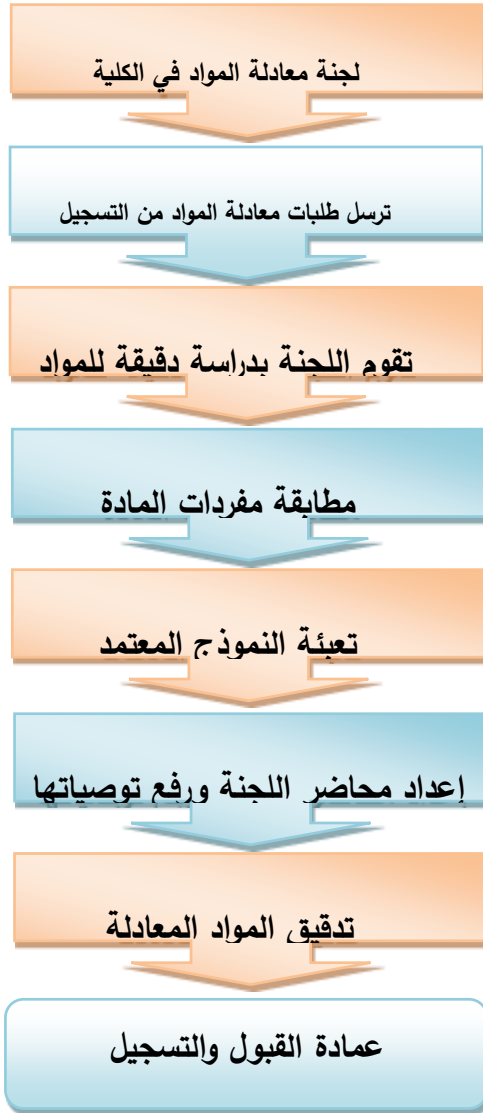 لجنة معادلة المواد في الكلية
ترسل طلبات معادلة المواد من التسجيل
تقوم اللجنة بدراسة دقيقة للمواد
مطابقة مفردات المادة
تعبئة النموذج المعتمد
إعداد محاضر اللجنة ورفع توصياتها
تدقيق المواد المعادلة
عمادة القبول والتسجيل